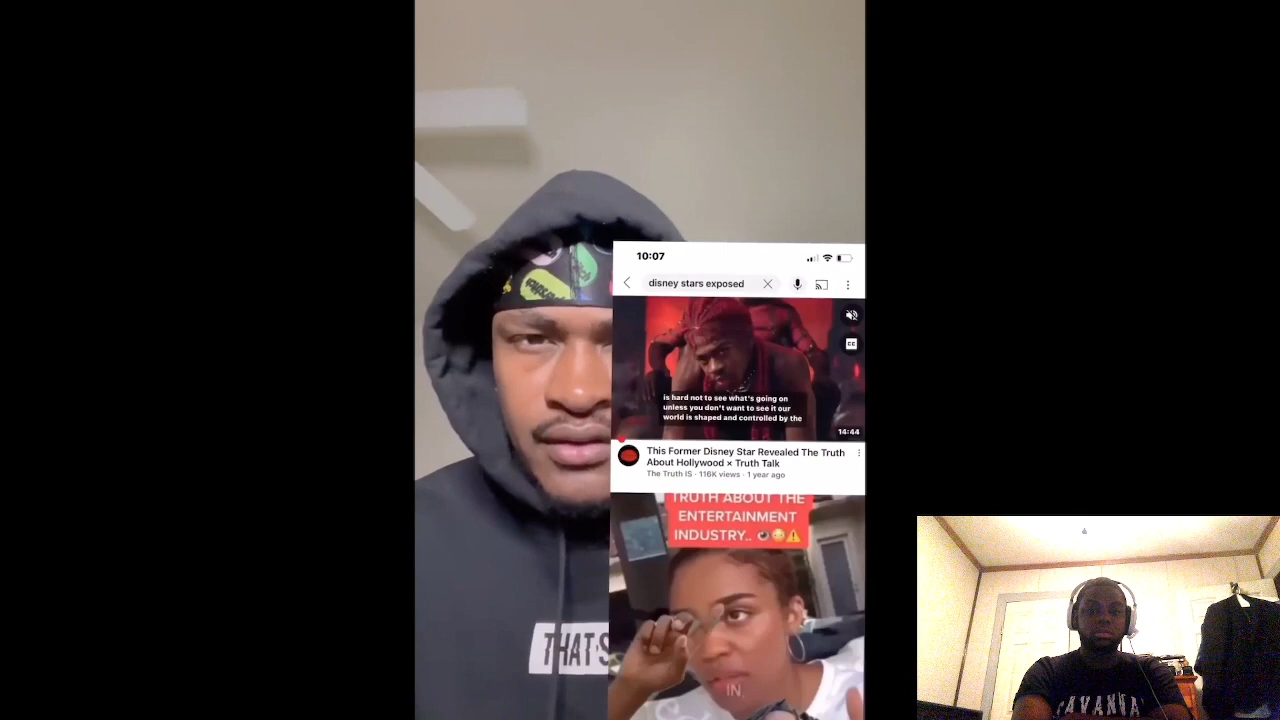 10:07
disney stars exposed
CC
is hard not to see what's going on
unless you don't want to see it our
world is shaped and controlled by the
14:44
This Former Disney Star Revealed The Truth
About Hollywood × Truth Talk
The Truth IS · 116K views · 1 year ago
TRUTH ABOUT THE
ENTERTAINMENT
INDUSTRY..
IN
THAT'S